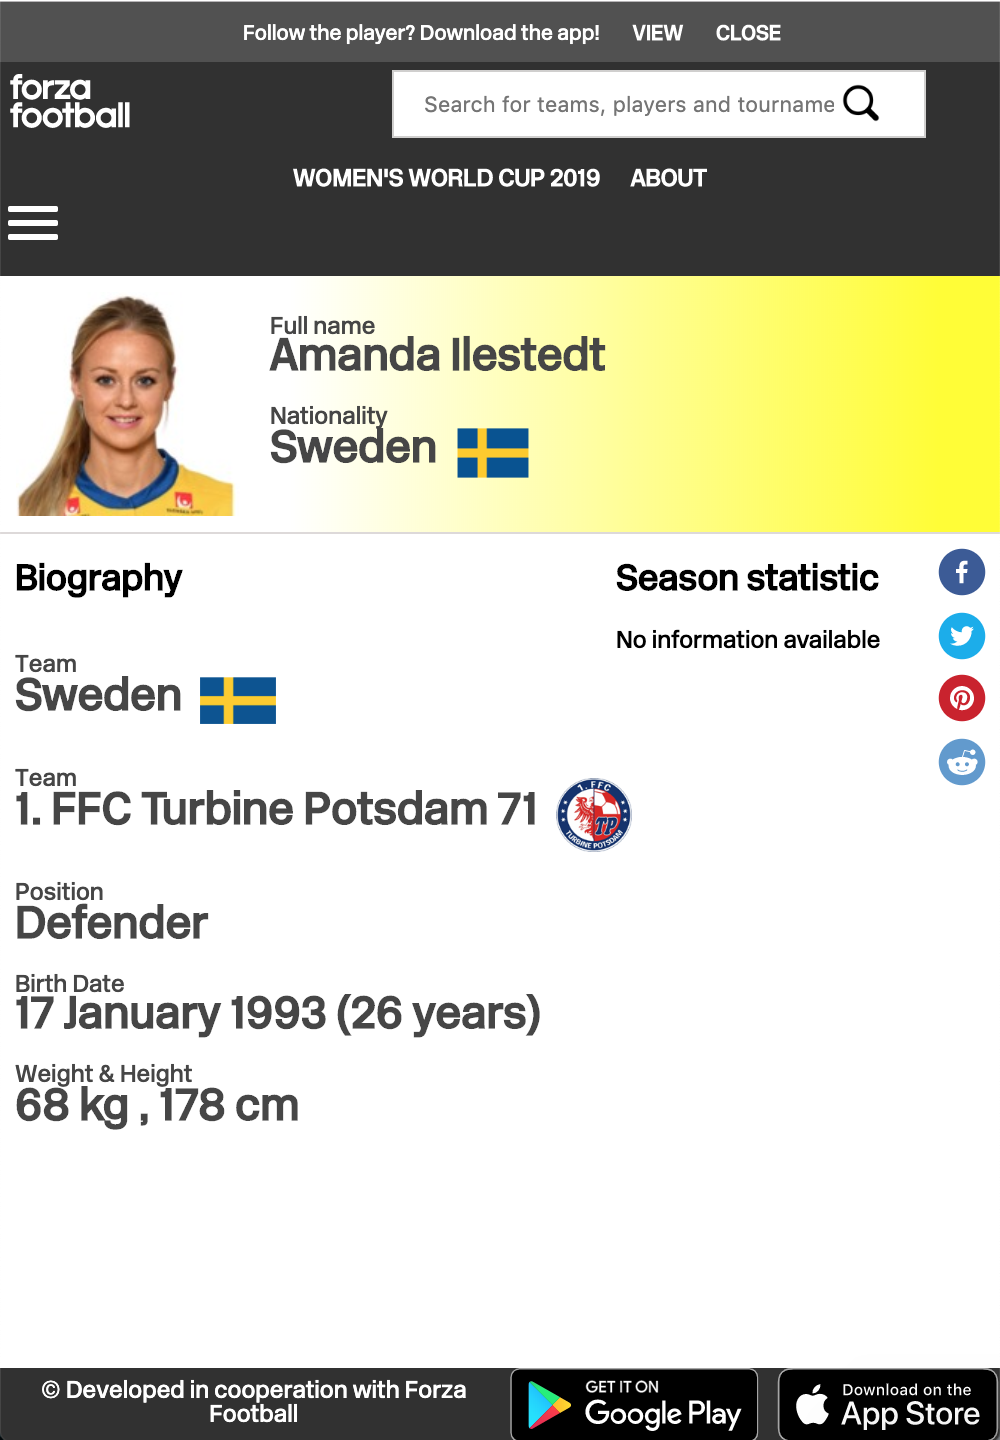 Follow the player? Download the app! VIEW CLOSE
forza
football
Search for teams, players and tourname
WOMEN'S WORLD CUP 2019 ABOUT
Full name
Amanda Ilestedt
Nationality
Sweden
Biography
Season statistic
No information available
Team
Sweden
Team
1. FFC Turbine Potsdam 71
1. FFC
TP
TURBINE POTSDAM
Position
Defender
Birth Date
17 January 1993 (26 years)
Weight & Height
68 kg , 178 cm
© Developed in cooperation with Forza
Football
GET IT ON
Google Play
Download on the
App Store